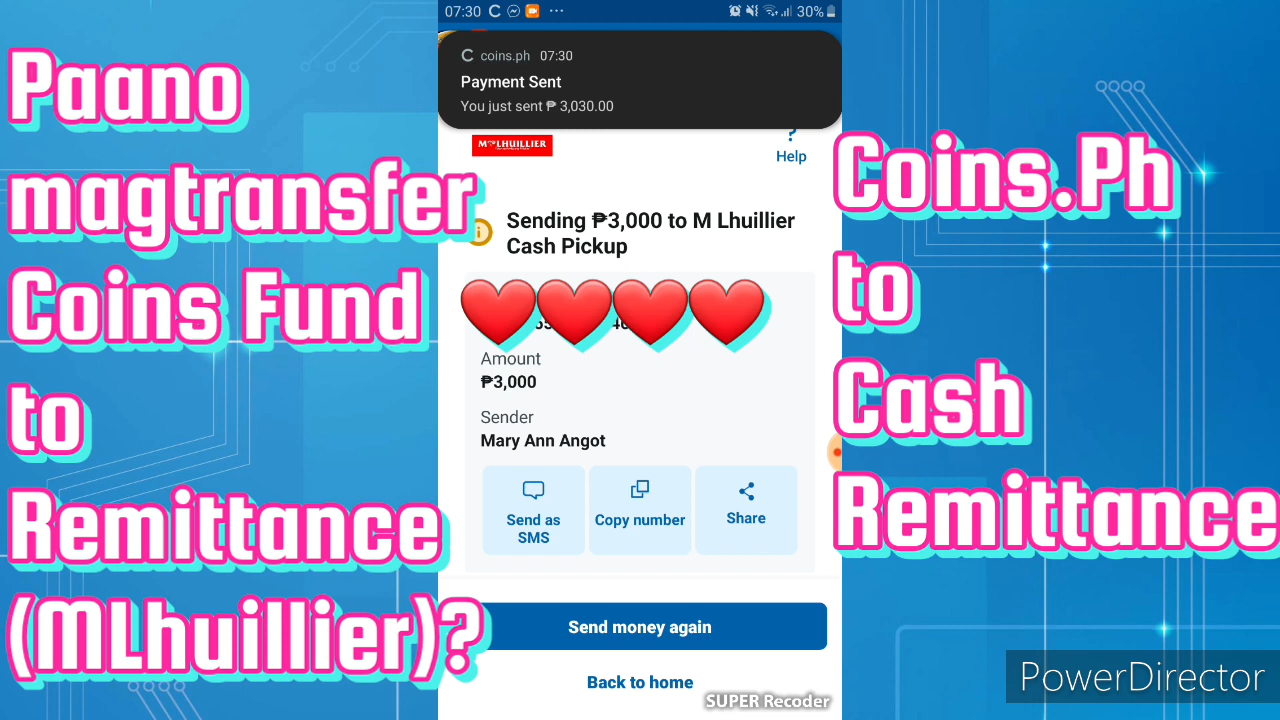 Paano
magtransfer
Coins Fund
to
Remittance
(MLhuillier)?
07:30
30%
coins.ph 07:30
Payment Sent
You just sent ₱ 3,030.00
M LHUILLIER
Help
Sending ₱3,000 to M Lhuillier
Cash Pickup
Amount
₱3,000
Sender
Mary Ann Angot
Send as
SMS
Copy number
Share
Send money again
Back to home
SUPER Recoder
Coins.Ph
to
Cash
Remittance
PowerDirector